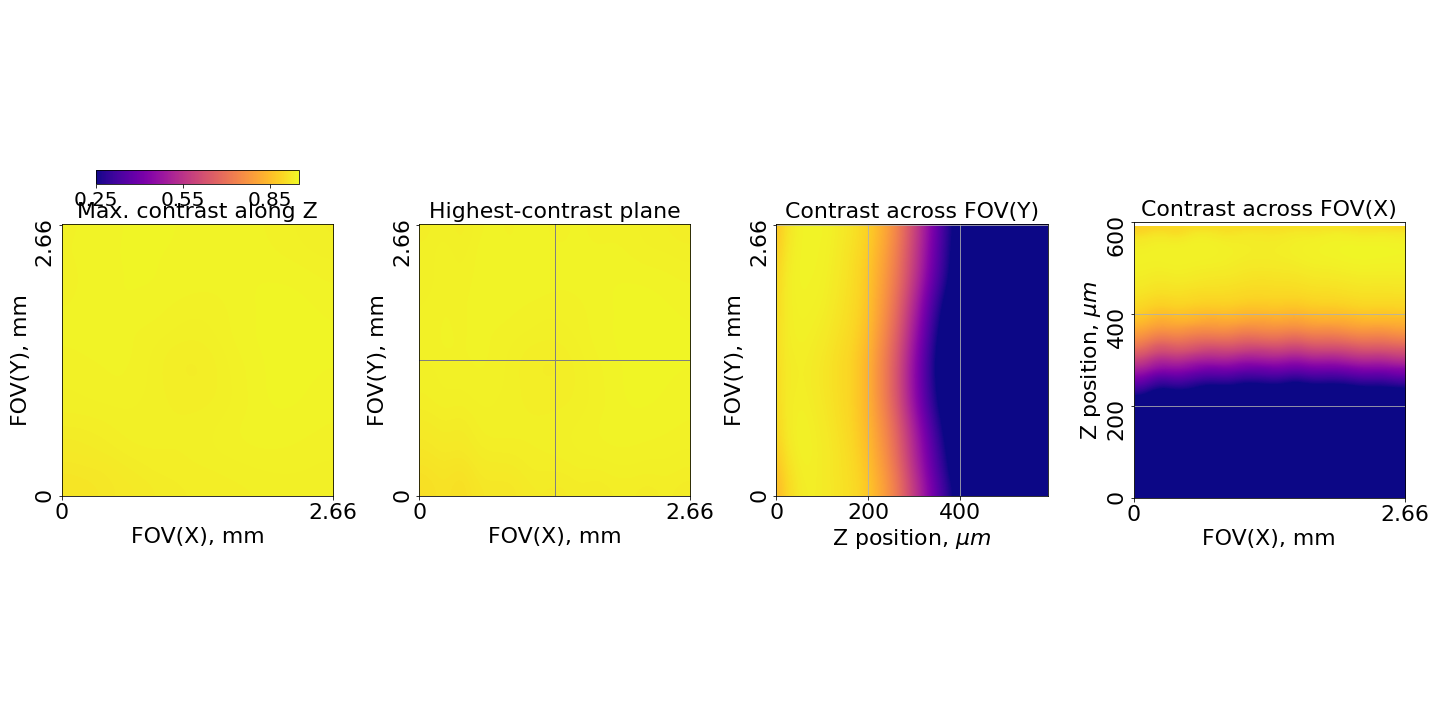 0.25 0.55 0.85
Max. contrast along Z
2.66
FOV(Y), mm
0
0 2.66
FOV(X), mm
Highest-contrast plane
2.66
FOV(Y), mm
0
0 2.66
FOV(X), mm
Contrast across FOV(Y)
2.66
FOV(Y), mm
0
0 200 400
Z position, μm
Contrast across FOV(X)
600
400
200
0
Z position, μm
0 2.66
FOV(X), mm